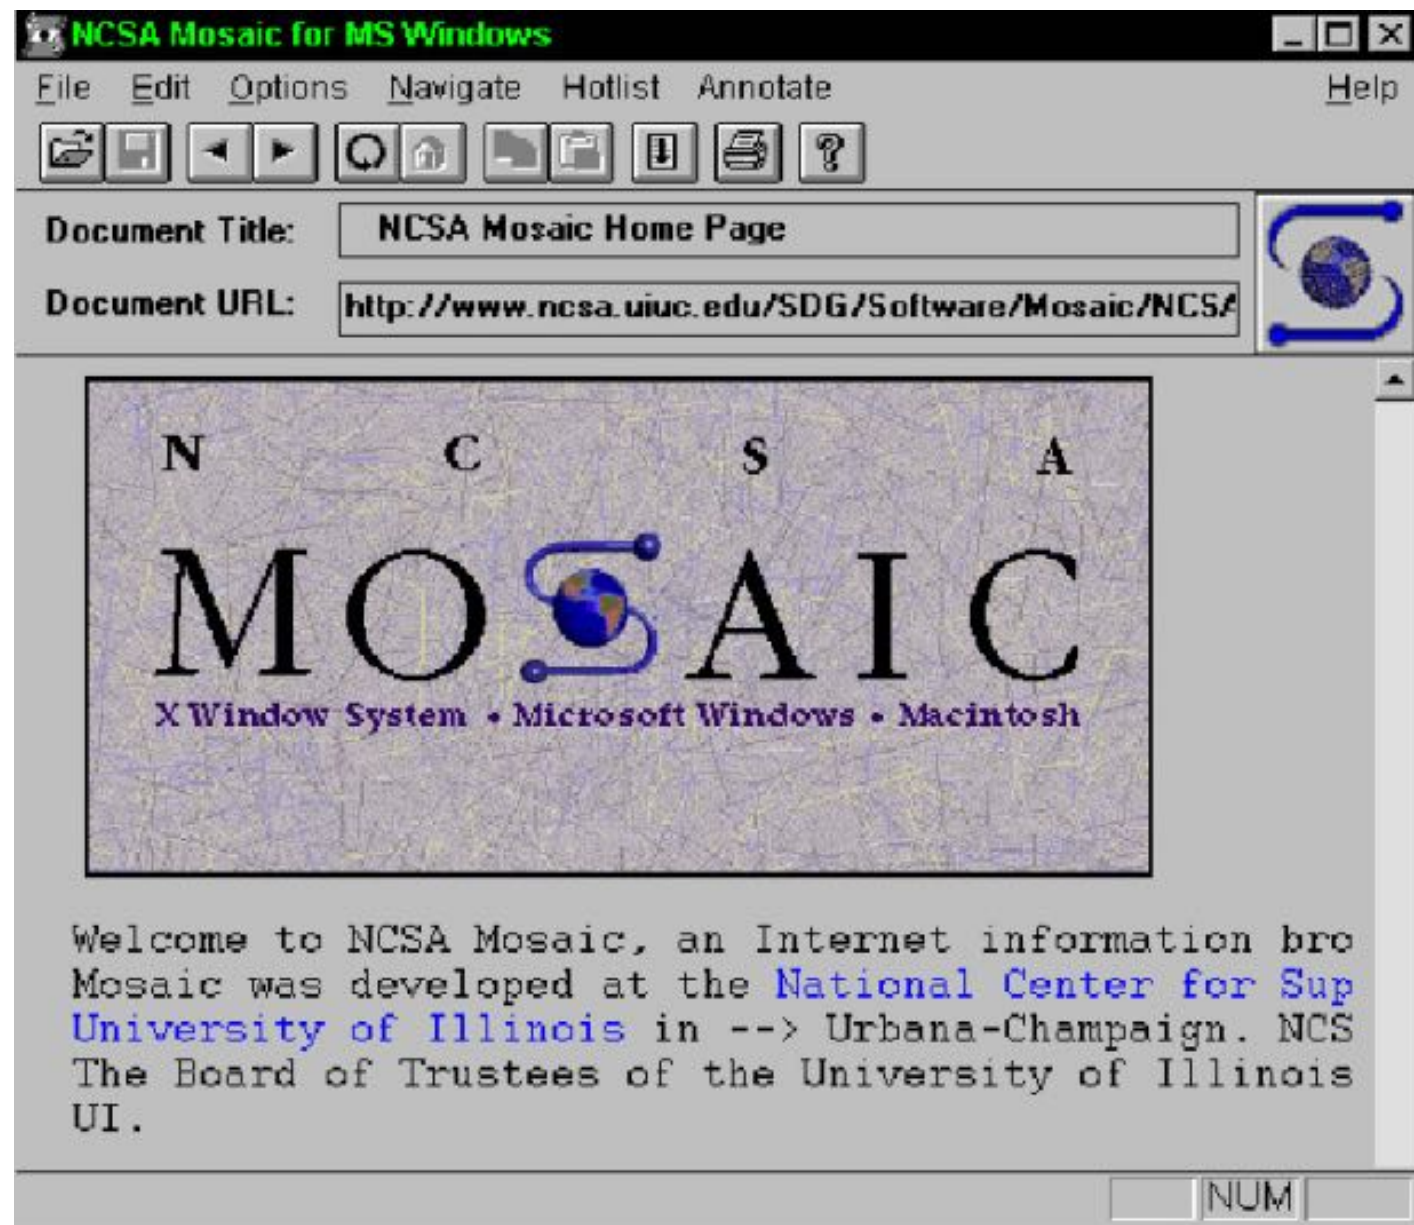 NCSA Mosaic for MS Windows
File Edit Options Navigate Hotlist Annotate Help
Document Title: NCSA Mosaic Home Page
Document URL: http://www.ncsa.uiuc.edu/SDG/Software/Mosaic/NCSA
N C S A
MOSAIC
X Window System • Microsoft Windows • Macintosh
Welcome to NCSA Mosaic, an Internet information bro
Mosaic was developed at the National Center for Sup
University of Illinois in --> Urbana-Champaign. NCS
The Board of Trustees of the University of Illinois
UI.
NUM